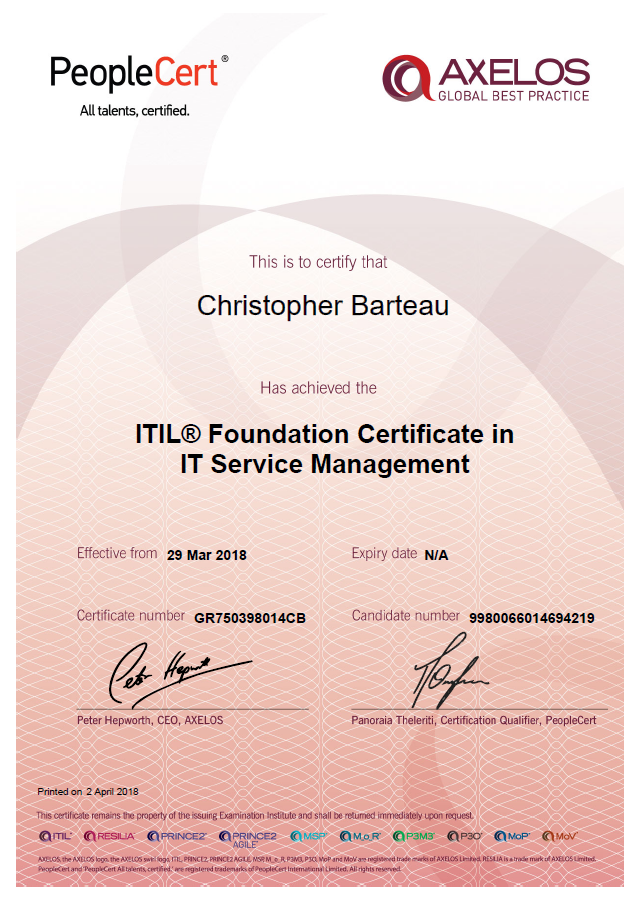 PeopleCert®
All talents, certified.
AXELOS
GLOBAL BEST PRACTICE
This is to certify that
Christopher Barteau
Has achieved the
ITIL® Foundation Certificate in
IT Service Management
Effective from 29 Mar 2018
Expiry date N/A
Certificate number GR750398014CB
Candidate number 9980066014694219
Peter Hepworth
Peter Hepworth, CEO, AXELOS
Panoraia Theleriti, Certification Qualifier, PeopleCert
Printed on 2 April 2018
This certificate remains the property of the issuing Examination Institute and shall be returned immediately upon request.
ITIL® RESILIA PRINCE2® PRINCE2 AGILE® MSP® M_o_R® P3M3® P3O® MoP® MoV®
AXELOS, the AXELOS logo, the AXELOS swirl logo, ITIL, PRINCE2, PRINCE2 AGILE, MSP, M_o_R, P3M3, P3O, MoP and MoV are registered trade marks of AXELOS Limited. RESILIA is a trade mark of AXELOS Limited.
PeopleCert and 'PeopleCert All talents, certified.' are registered trademarks of PeopleCert International Limited. All rights reserved.